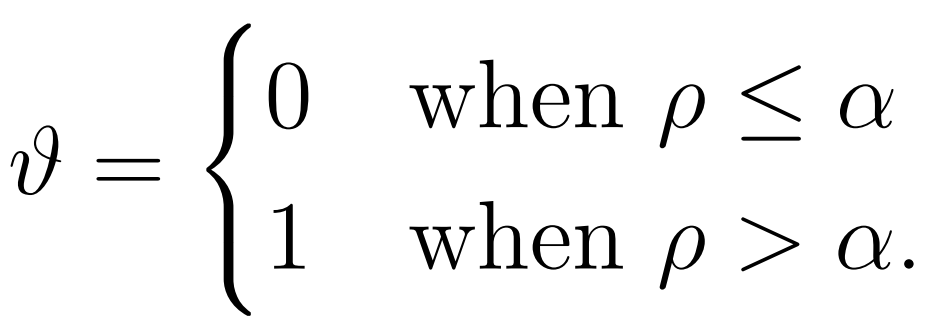 ϑ = { 0 when ρ ≤ α
1 when ρ > α.